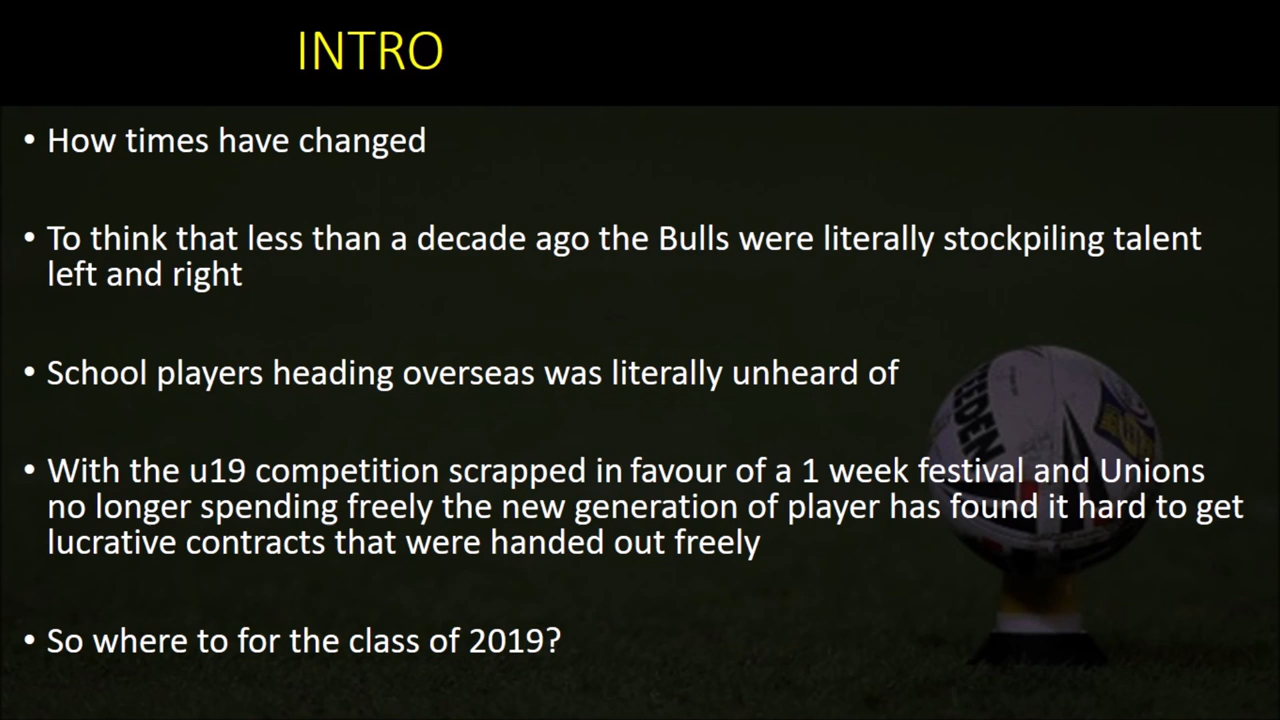 INTRO
• How times have changed
• To think that less than a decade ago the Bulls were literally stockpiling talent
left and right
• School players heading overseas was literally unheard of
• With the u19 competition scrapped in favour of a 1 week festival and Unions
no longer spending freely the new generation of player has found it hard to get
lucrative contracts that were handed out freely
• So where to for the class of 2019?